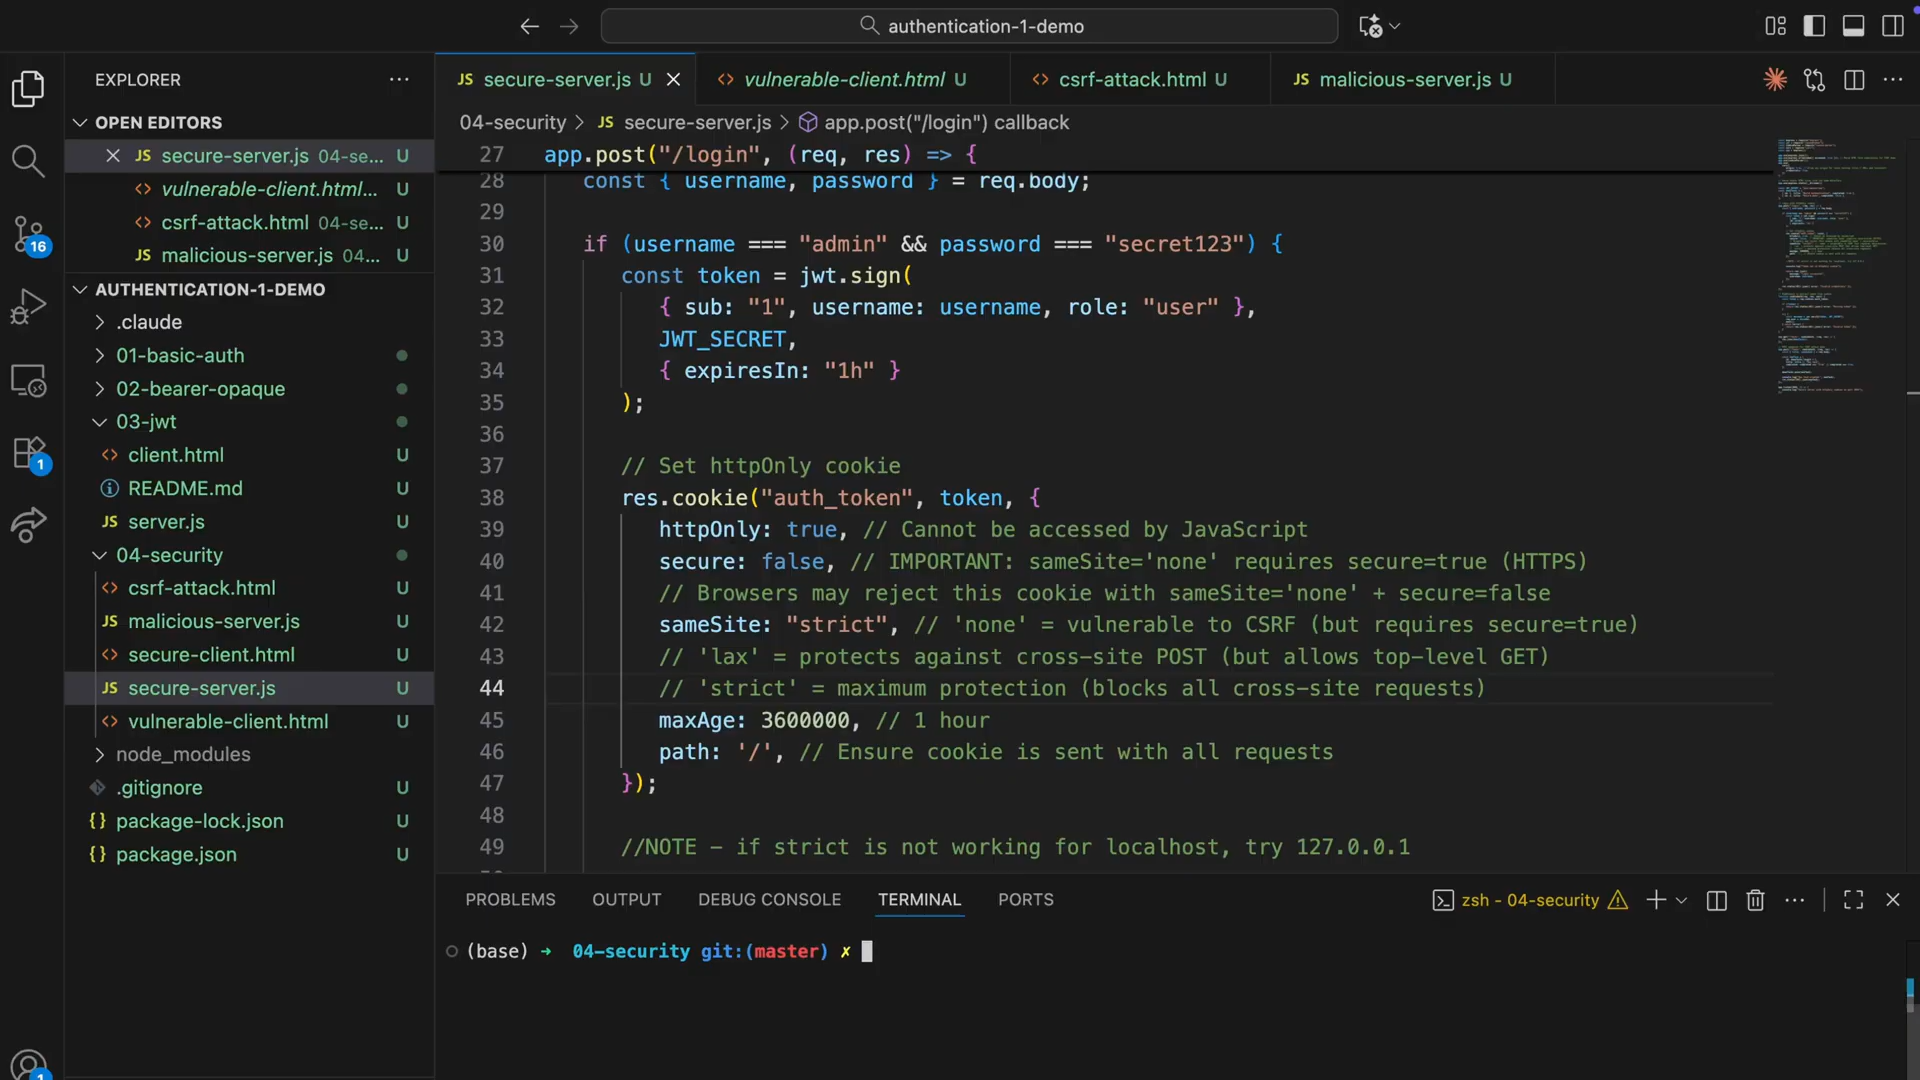 authentication-1-demo
EXPLORER
OPEN EDITORS
secure-server.js 04-se... U
vulnerable-client.html... U
csrf-attack.html 04-se... U
malicious-server.js 04... U
AUTHENTICATION-1-DEMO
.claude
01-basic-auth
02-bearer-opaque
03-jwt
client.html U
README.md U
server.js U
04-security
csrf-attack.html U
malicious-server.js U
secure-client.html U
secure-server.js U
vulnerable-client.html U
node_modules
.gitignore U
package-lock.json U
package.json U
16
1
1
secure-server.js U
vulnerable-client.html U
csrf-attack.html U
malicious-server.js U
04-security > JS secure-server.js > app.post("/login") callback
27 app.post("/login", (req, res) => {
28 const { username, password } = req.body;
29
30 if (username === "admin" && password === "secret123") {
31 const token = jwt.sign(
32 { sub: "1", username: username, role: "user" },
33 JWT_SECRET,
34 { expiresIn: "1h" }
35 );
36
37 // Set httpOnly cookie
38 res.cookie("auth_token", token, {
39 httpOnly: true, // Cannot be accessed by JavaScript
40 secure: false, // IMPORTANT: sameSite='none' requires secure=true (HTTPS)
41 // Browsers may reject this cookie with sameSite='none' + secure=false
42 sameSite: "strict", // 'none' = vulnerable to CSRF (but requires secure=true)
43 // 'lax' = protects against cross-site POST (but allows top-level GET)
44 // 'strict' = maximum protection (blocks all cross-site requests)
45 maxAge: 3600000, // 1 hour
46 path: '/', // Ensure cookie is sent with all requests
47 });
48
49 //NOTE - if strict is not working for localhost, try 127.0.0.1
PROBLEMS OUTPUT DEBUG CONSOLE TERMINAL PORTS
zsh - 04-security
(base) ➜ 04-security git:(master) ✗